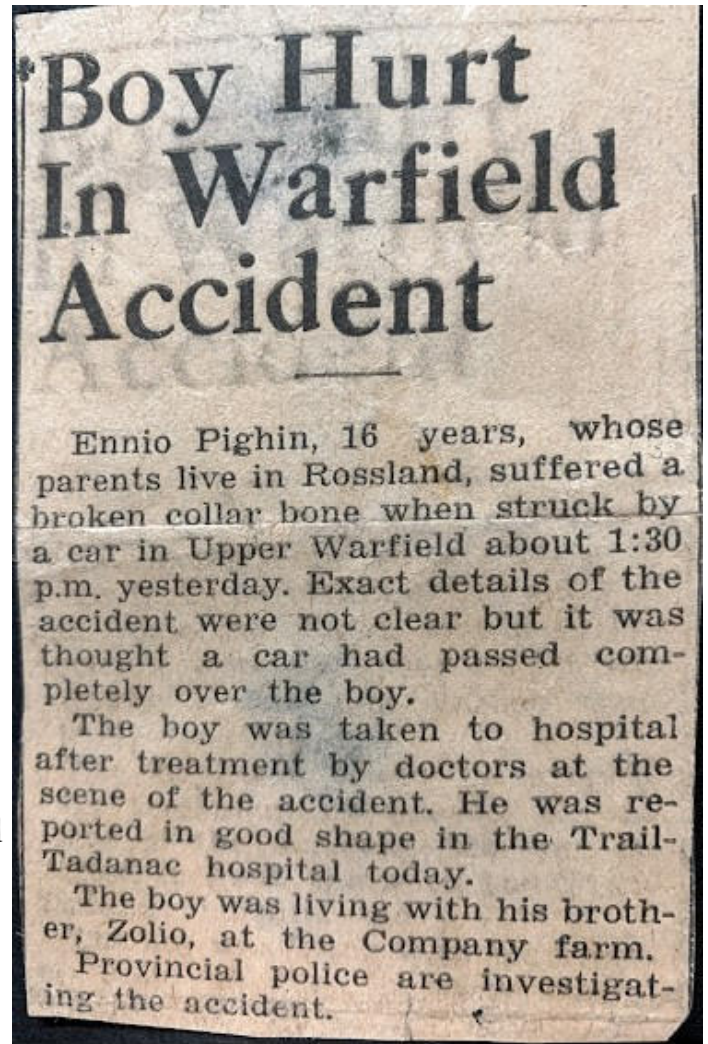 Boy Hurt
In Warfield
Accident
Ennio Pighin, 16 years, whose
parents live in Rossland, suffered a
broken collar bone when struck by
a car in Upper Warfield about 1:30
p.m. yesterday. Exact details of the
accident were not clear but it was
thought a car had passed com-
pletely over the boy.
The boy was taken to hospital
after treatment by doctors at the
scene of the accident. He was re-
ported in good shape in the Trail-
Tadanac hospital today.
The boy was living with his broth-
er, Zolio, at the Company farm.
Provincial police are investigat-
ing the accident.